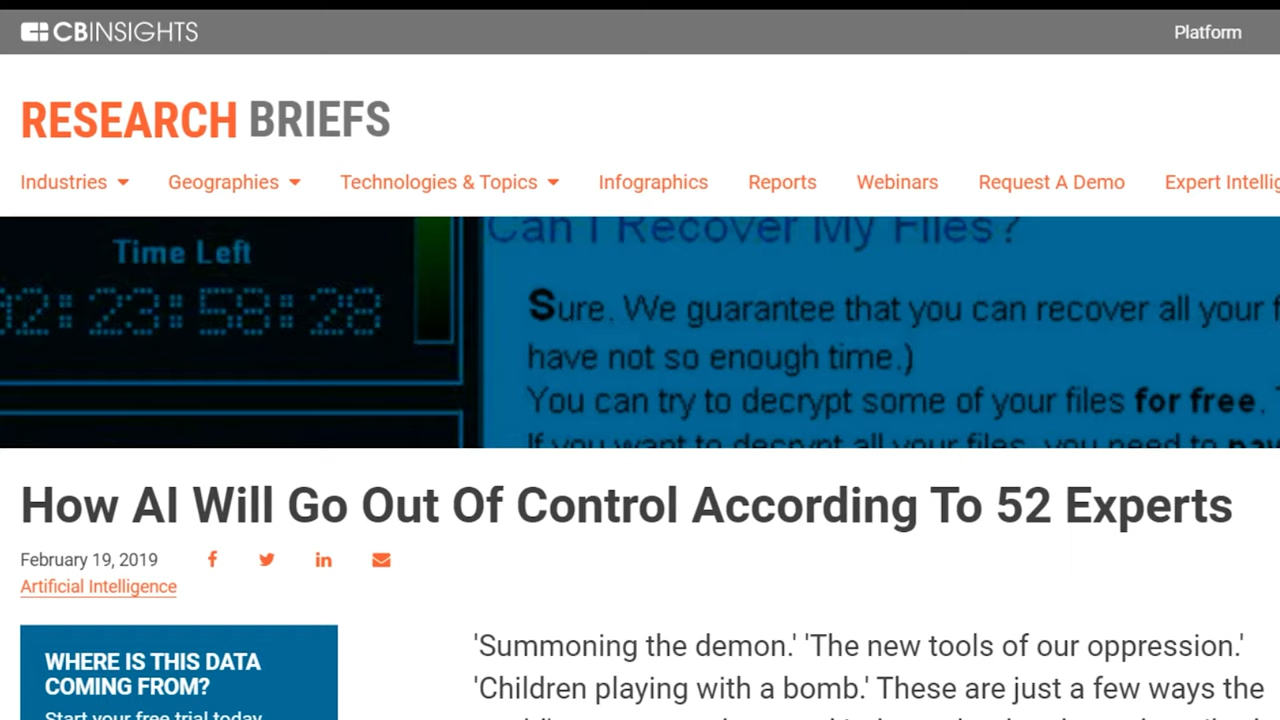 CBINSIGHTS
Platform
RESEARCH BRIEFS
Industries
Geographies
Technologies & Topics
Infographics
Reports
Webinars
Request A Demo
Expert
Can I Recover My Files?
Time Left
02:23:58:28
Sure. We guarantee that you can recover all your
have not so enough time.)
You can try to decrypt some of your files for free.
If you want to decrypt all your files, you need to
How AI Will Go Out Of Control According To 52 Experts
February 19, 2019
Artificial Intelligence
WHERE IS THIS DATA
COMING FROM?
Start your free trial today
'Summoning the demon.' 'The new tools of our oppression.'
'Children playing with a bomb.' These are just a few ways the